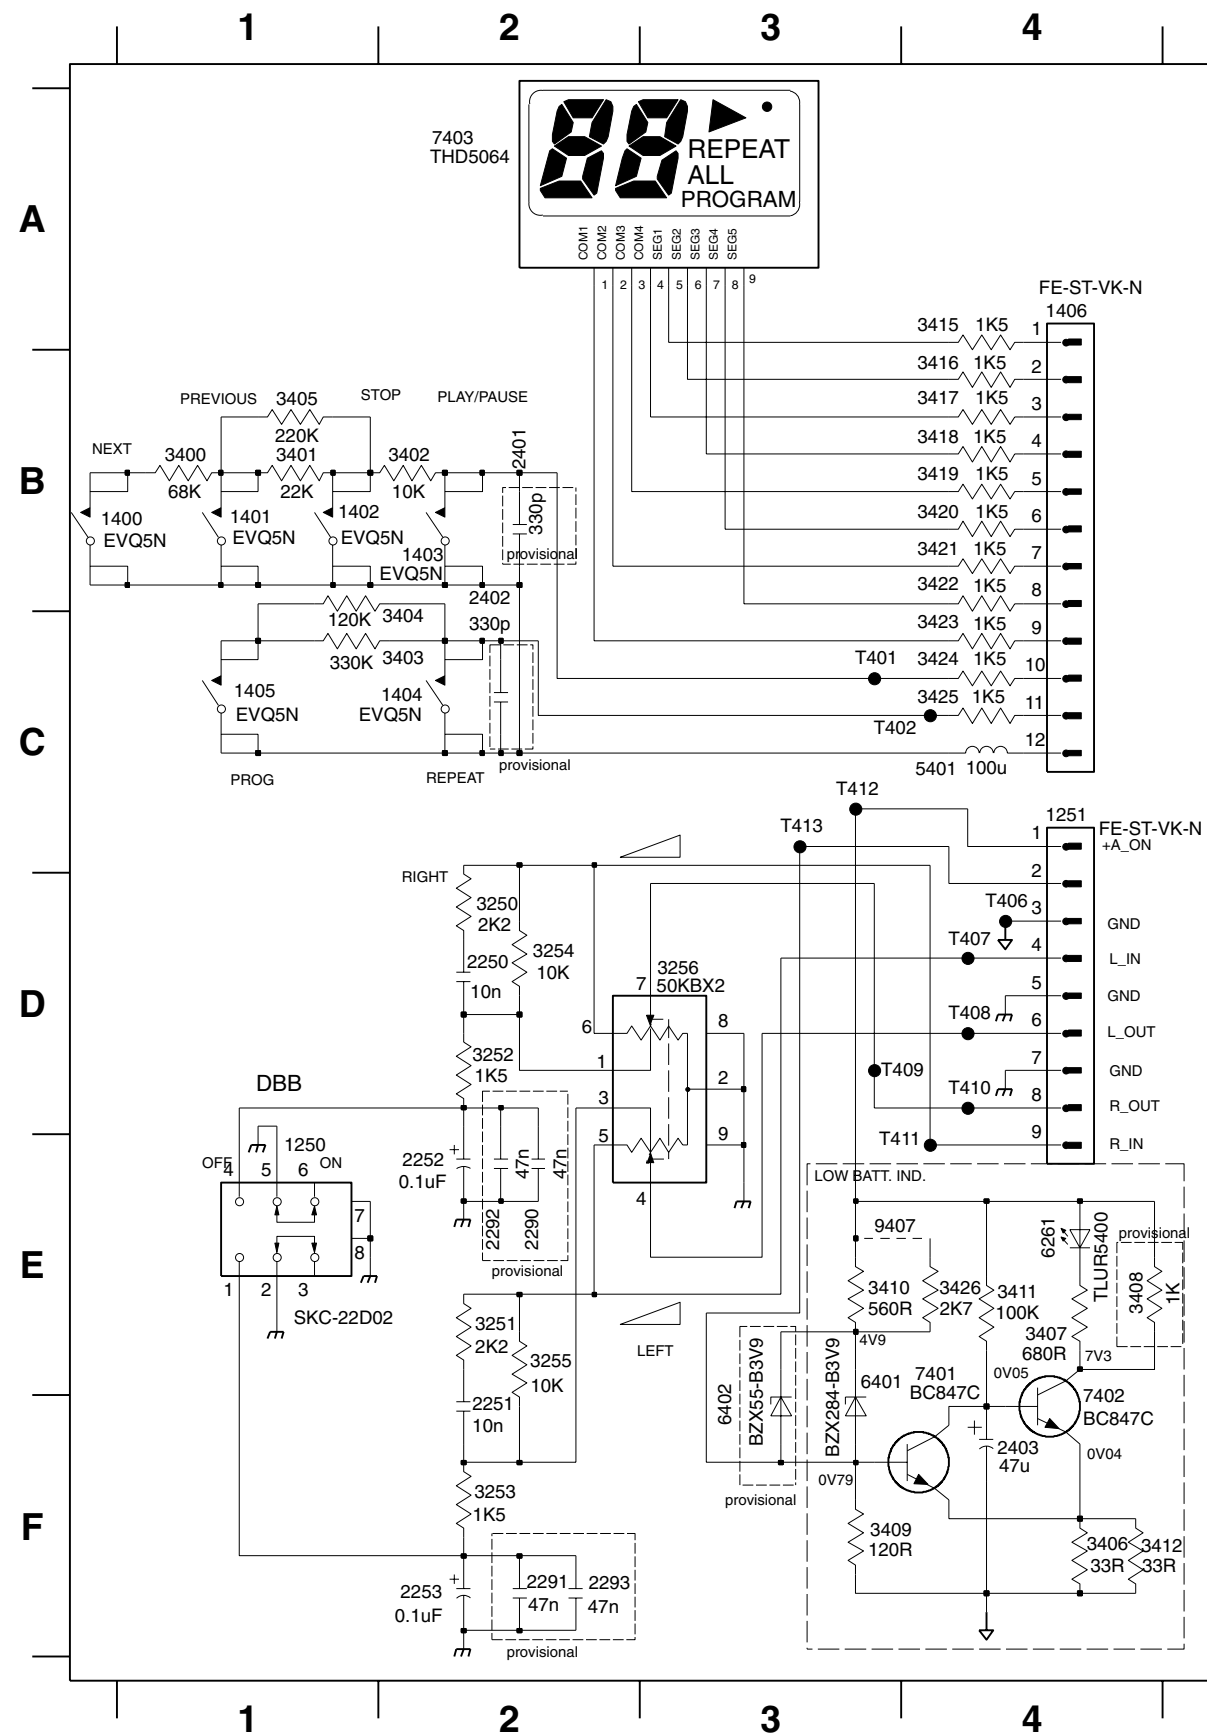 1 2 3 4
A
B
C
D
E
F
7403
THD5064
88
REPEAT
ALL
PROGRAM
COM1
COM2
COM3
COM4
SEG1
SEG2
SEG3
SEG4
SEG5
1 2 3 4 5 6 7 8 9
FE-ST-VK-N
1406
3415 1K5 1
3416 1K5 2
3417 1K5 3
3418 1K5 4
3419 1K5 5
3420 1K5 6
3421 1K5 7
3422 1K5 8
3423 1K5 9
T401
3424 1K5 10
3425 1K5 11
T402
12
5401 100u
PREVIOUS
3405
220K
STOP
PLAY/PAUSE
NEXT
3400
68K
3401
22K
3402
10K
2401
330p
provisional
1400
EVQ5N
1401
EVQ5N
1402
EVQ5N
1403
EVQ5N
2402
330p
120K 3404
330K 3403
1405
EVQ5N
1404
EVQ5N
PROG
REPEAT
provisional
T412
T413
1251
FE-ST-VK-N
1 +A_ON
2
T406 3 GND
T407 4 L_IN
5 GND
T408 6 L_OUT
7 GND
T409
T410 8 R_OUT
T411 9 R_IN
RIGHT
3250
2K2
3254
10K
2250
10n
3252
1K5
3256
50KBX2
7
6
1
3
5
4
8
2
9
DBB
1250
OFF
ON
4 5 6
7
8
1 2 3
SKC-22D02
+
2252
0.1uF
47n
47n
2292
2290
provisional
3251
2K2
3255
10K
2251
10n
3253
1K5
LEFT
+
2253
0.1uF
2291
47n
2293
47n
provisional
LOW BATT. IND.
9407
3410
560R
3426
2K7
3411
100K
6261
TLUR5400
provisional
3408
1K
3407
680R
7V3
4V9
0V05
6402
BZX55-B3V9
provisional
BZX284-B3V9
6401
7401
BC847C
7402
BC847C
+
2403
47u
0V04
0V79
3409
120R
3406
33R
3412
33R
1 2 3 4